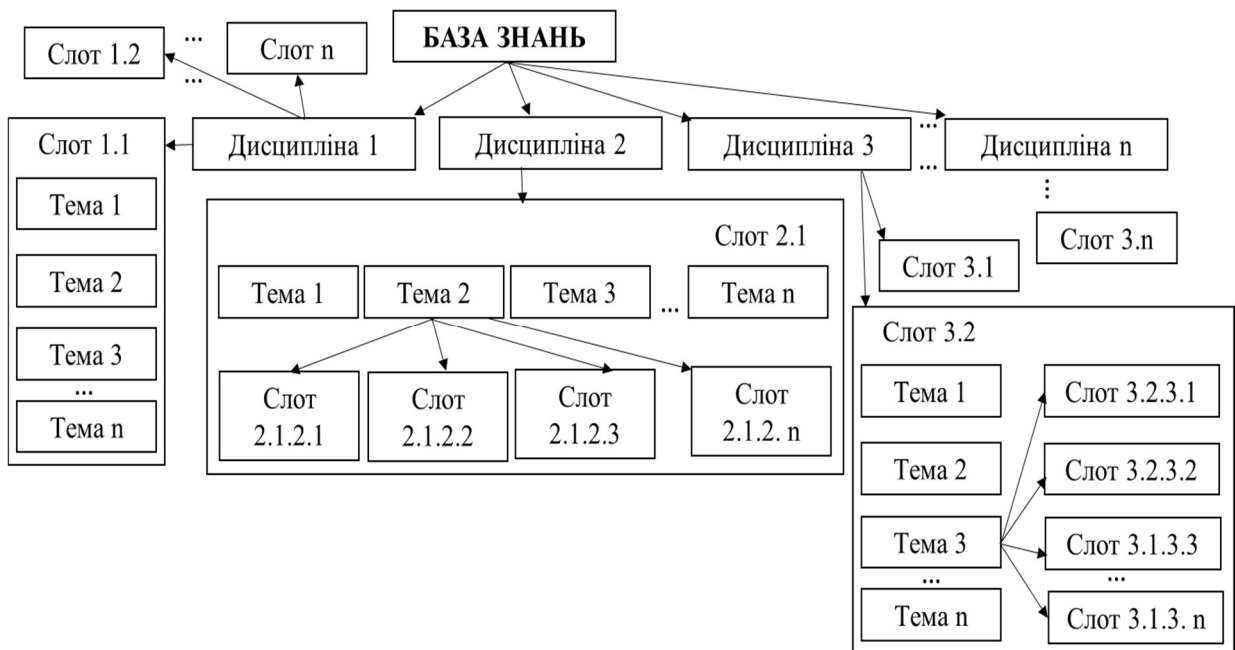 БАЗА ЗНАНЬ
Слот 1.2
...
...
Слот n
Дисципліна 1
Дисципліна 2
Дисципліна 3
...
...
Дисципліна n
Слот 1.1
Тема 1
Тема 2
Тема 3
...
Тема n
Слот 2.1
Тема 1
Тема 2
Тема 3
...
Тема n
Слот
2.1.2.1
Слот
2.1.2.2
Слот
2.1.2.3
Слот
2.1.2. n
Слот 3.1
...
Слот 3.n
Слот 3.2
Тема 1
Тема 2
Тема 3
...
Тема n
Слот 3.2.3.1
Слот 3.2.3.2
Слот 3.1.3.3
...
Слот 3.1.3. n